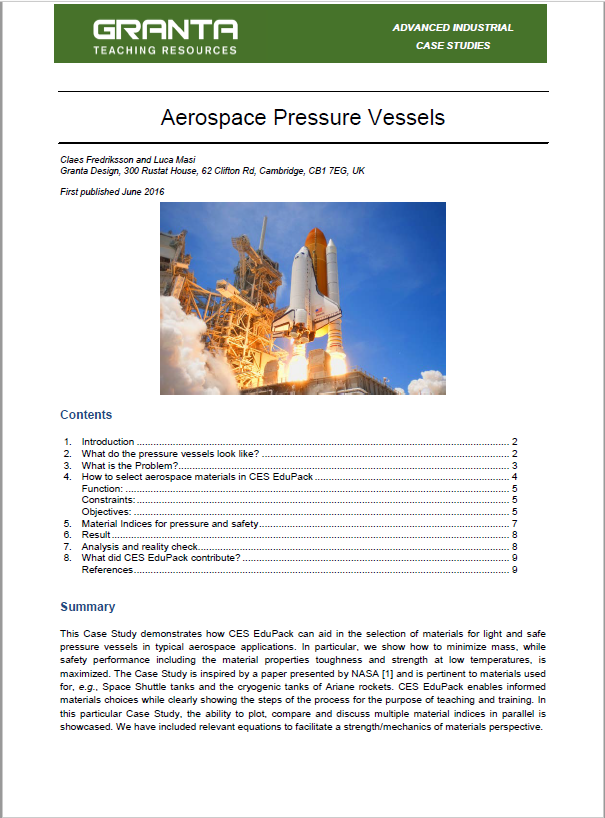 GRANTA
TEACHING RESOURCES
ADVANCED INDUSTRIAL
CASE STUDIES
Aerospace Pressure Vessels
Claes Fredriksson and Luca Masi
Granta Design, 300 Rustat House, 62 Clifton Rd, Cambridge, CB1 7EG, UK
First published June 2016
Contents
1. Introduction ........ 2
2. What do the pressure vessels look like? ........ 2
3. What is the Problem? ........ 3
4. How to select aerospace materials in CES EduPack ........ 4
Function: ........ 5
Constraints: ........ 5
Objectives: ........ 5
5. Material Indices for pressure and safety ........ 7
6. Result ........ 8
7. Analysis and reality check ........ 8
8. What did CES EduPack contribute? ........ 9
References ........ 9
Summary
This Case Study demonstrates how CES EduPack can aid in the selection of materials for light and safe
pressure vessels in typical aerospace applications. In particular, we show how to minimize mass, while
safety performance including the material properties toughness and strength at low temperatures, is
maximized. The Case Study is inspired by a paper presented by NASA [1] and is pertinent to materials used
for, e.g., Space Shuttle tanks and the cryogenic tanks of Ariane rockets. CES EduPack enables informed
materials choices while clearly showing the steps of the process for the purpose of teaching and training. In
this particular Case Study, the ability to plot, compare and discuss multiple material indices in parallel is
showcased. We have included relevant equations to facilitate a strength/mechanics of materials perspective.